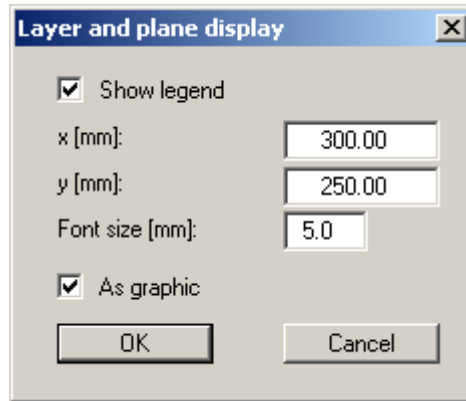 Layer and plane display
Show legend
x [mm]: 300.00
y [mm]: 250.00
Font size [mm]: 5.0
As graphic
OK Cancel